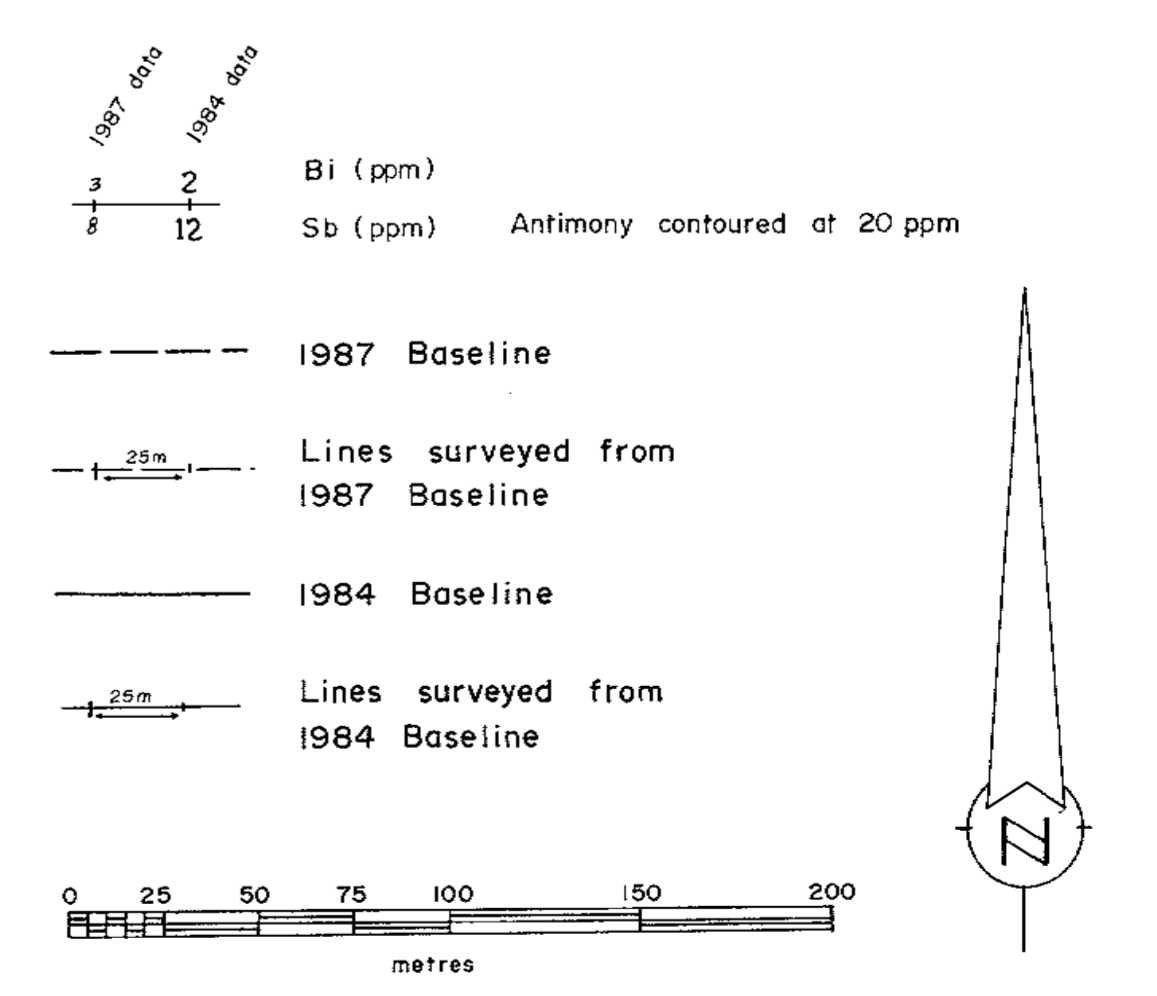 1987 data
1984 data
3 2 Bi (ppm)
8 12 Sb (ppm) Antimony contoured at 20 ppm
1987 Baseline
25m
Lines surveyed from
1987 Baseline
1984 Baseline
25m
Lines surveyed from
1984 Baseline
N
0 25 50 75 100 150 200
metres